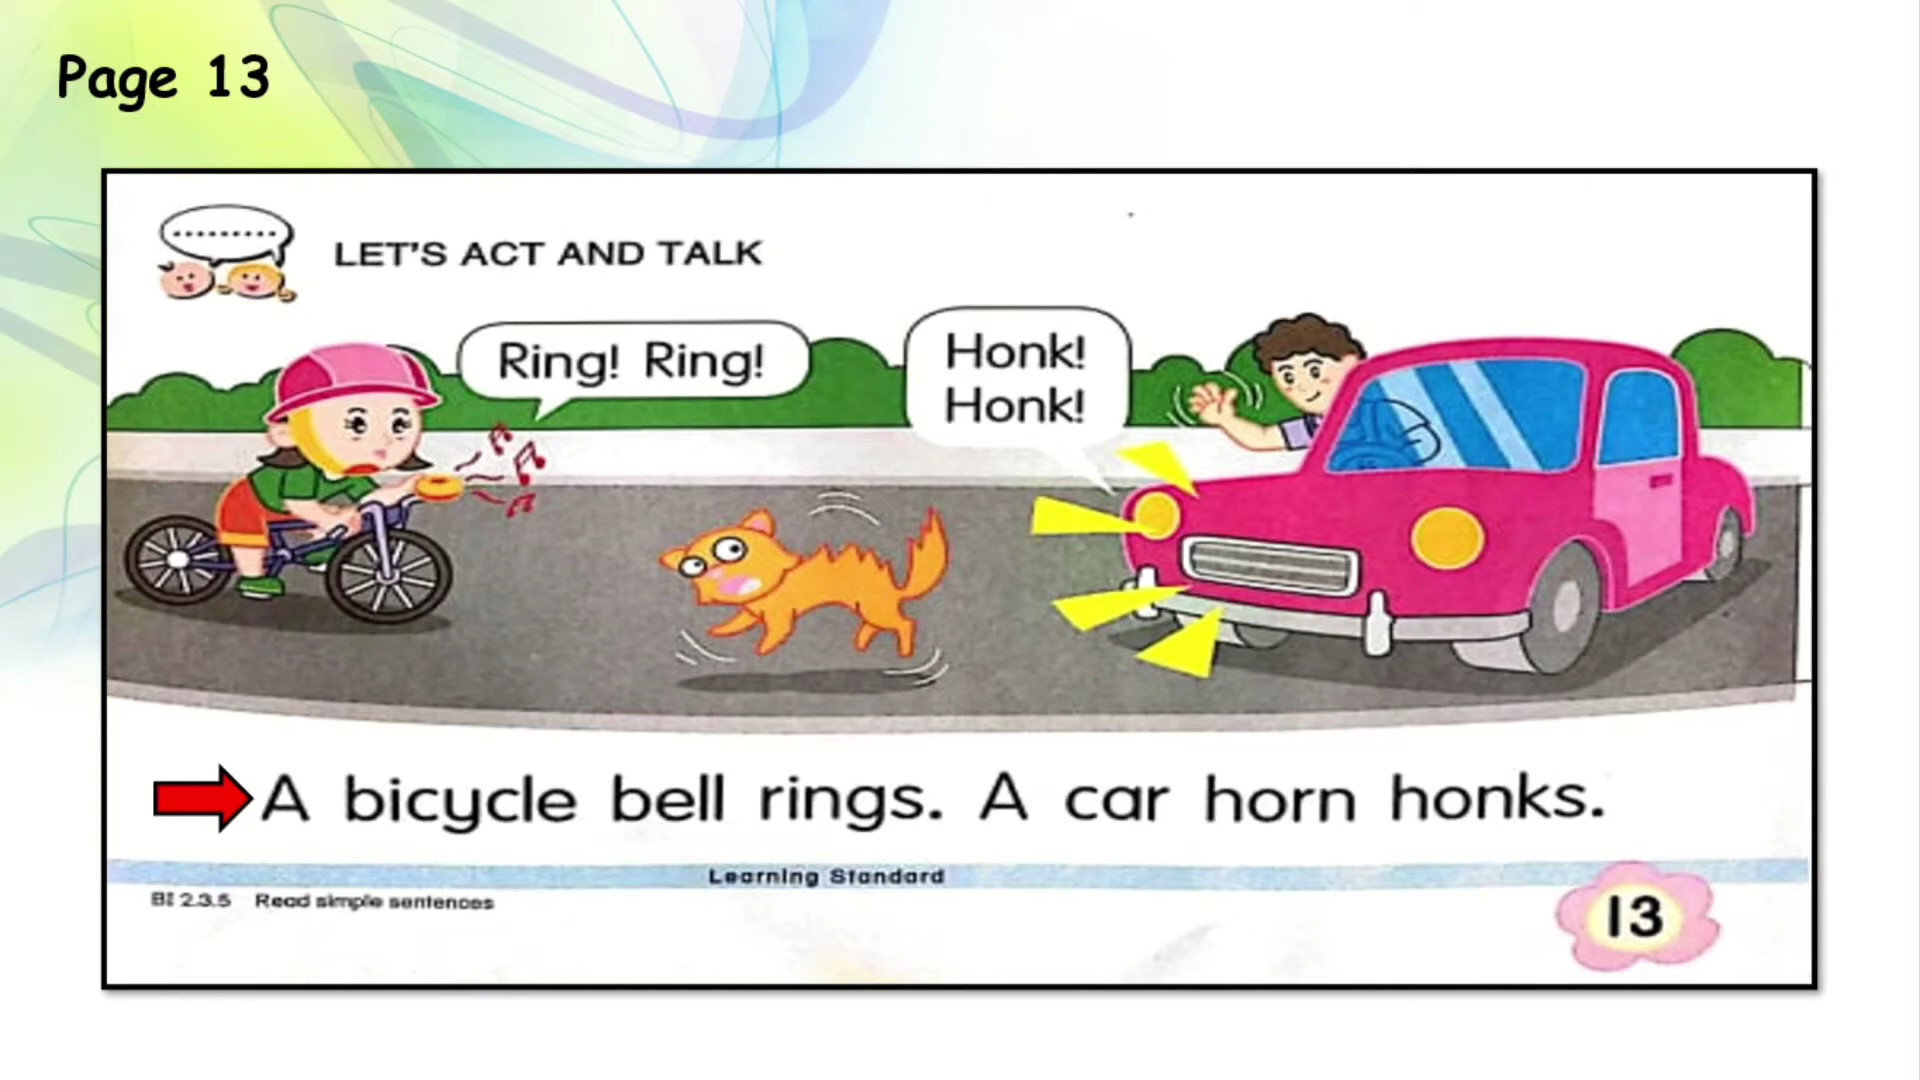 Page 13
LET'S ACT AND TALK
Ring! Ring!
Honk!
Honk!
A bicycle bell rings. A car horn honks.
Learning Standard
BI 2.3.5 Read simple sentences
13